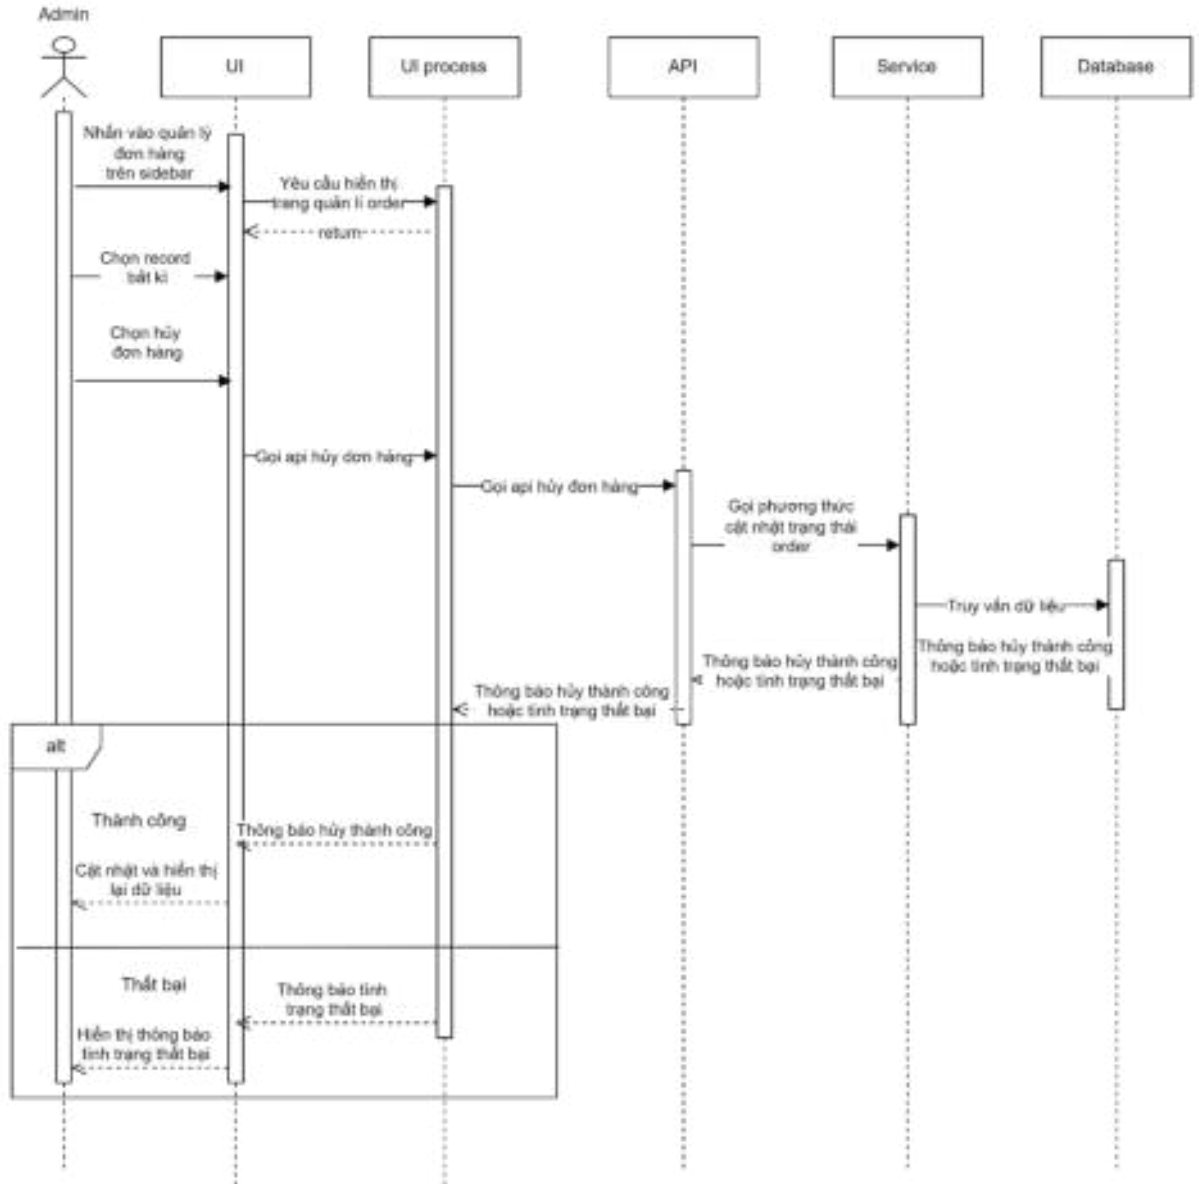 Admin
UI
UI process
API
Service
Database
Nhấn vào quản lý
đơn hàng
trên sidebar
Yêu cầu hiển thị
trang quản lí order
return
Chọn record
bất kì
Chọn hủy
đơn hàng
Gọi api hủy đơn hàng
Gọi api hủy đơn hàng
Gọi phương thức
cật nhật trạng thái
order
Truy vấn dữ liệu
Thông báo hủy thành công
hoặc tình trạng thất bại
Thông báo hủy thành công
hoặc tình trạng thất bại
Thông báo hủy thành công
hoặc tình trạng thất bại
alt
Thành công
Thông báo hủy thành công
Cật nhật và hiển thị
lại dữ liệu
Thất bại
Thông báo tình
trạng thất bại
Hiển thị thông báo
tình trạng thất bại